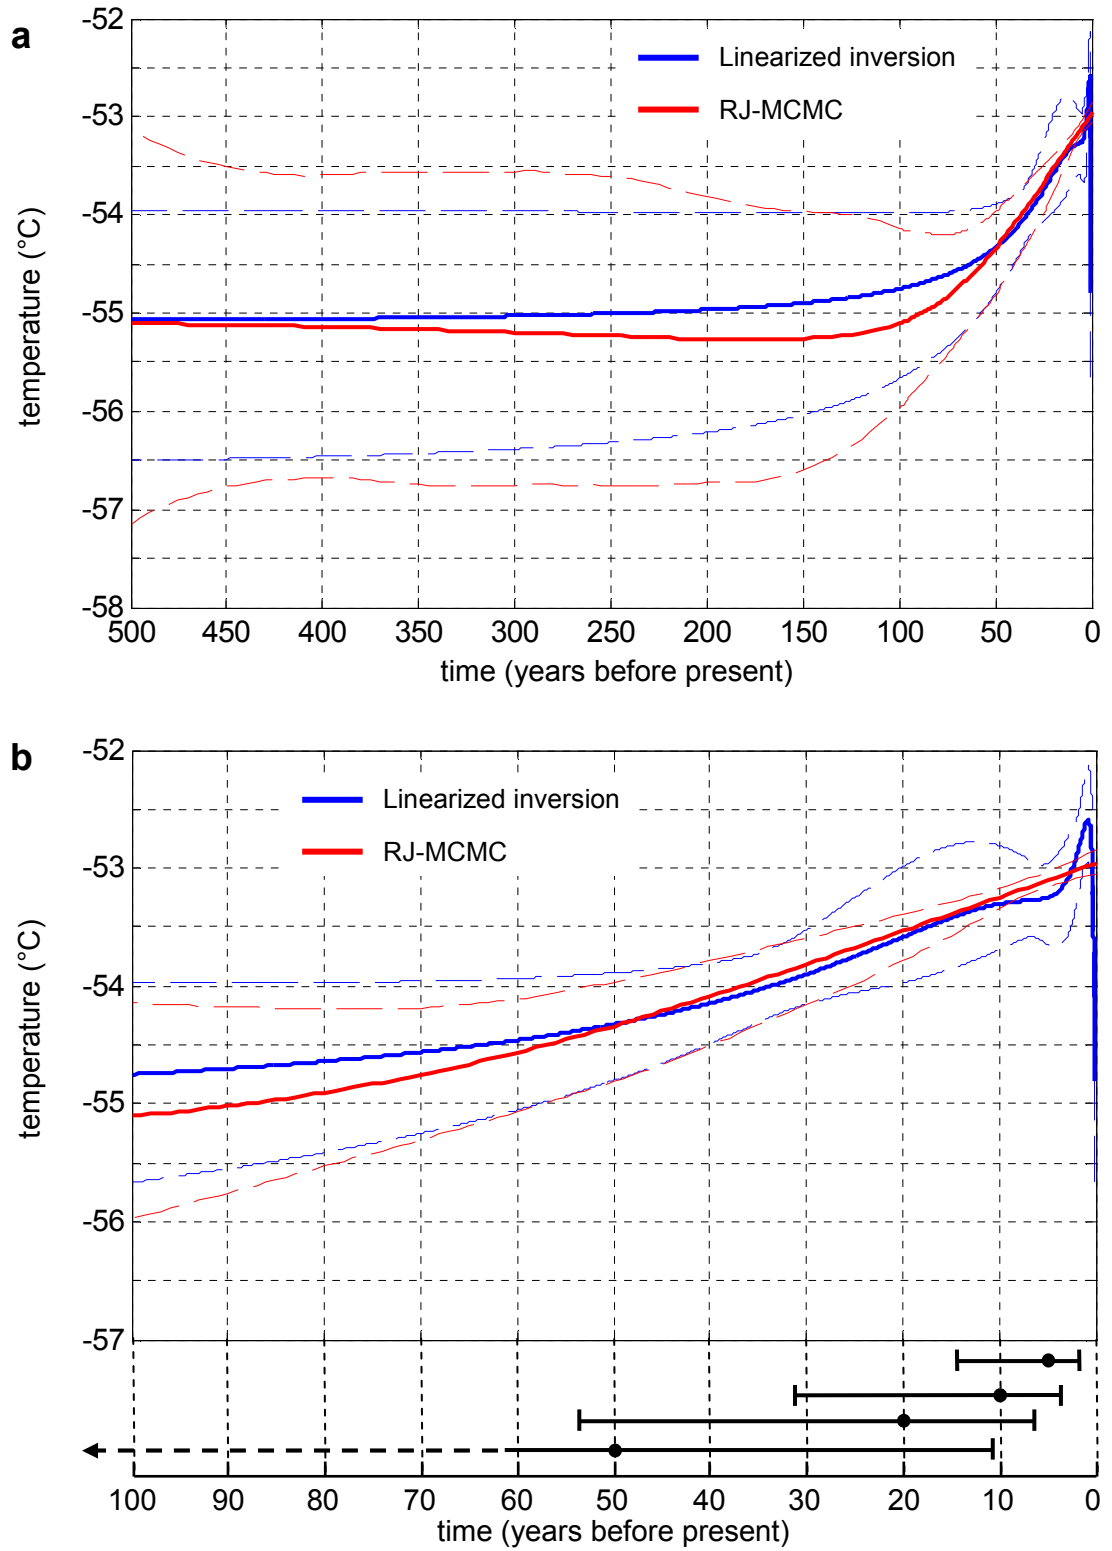 a
-52
-53
-54
-55
-56
-57
-58
temperature (°C)
Linearized inversion
RJ-MCMC
500 450 400 350 300 250 200 150 100 50 0
time (years before present)
b
-52
-53
-54
-55
-56
-57
temperature (°C)
Linearized inversion
RJ-MCMC
100 90 80 70 60 50 40 30 20 10 0
time (years before present)